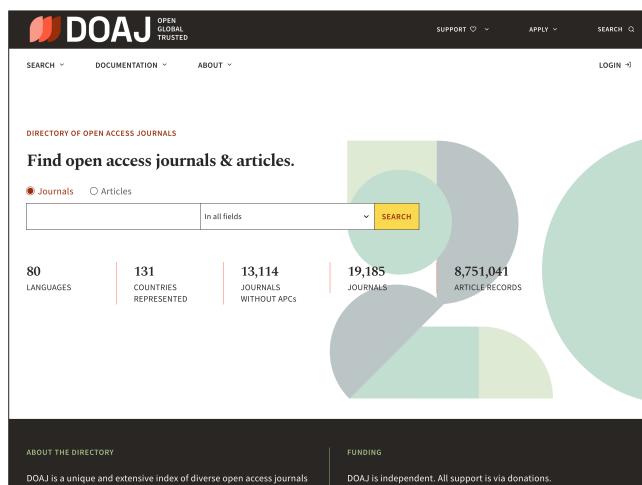 DOAJ
OPEN
GLOBAL
TRUSTED
SUPPORT
APPLY
SEARCH
SEARCH
DOCUMENTATION
ABOUT
LOGIN
DIRECTORY OF OPEN ACCESS JOURNALS
Find open access journals & articles.
Journals
Articles
In all fields
SEARCH
80
LANGUAGES
131
COUNTRIES
REPRESENTED
13,114
JOURNALS
WITHOUT APCs
19,185
JOURNALS
8,751,041
ARTICLE RECORDS
ABOUT THE DIRECTORY
DOAJ is a unique and extensive index of diverse open access journals
FUNDING
DOAJ is independent. All support is via donations.